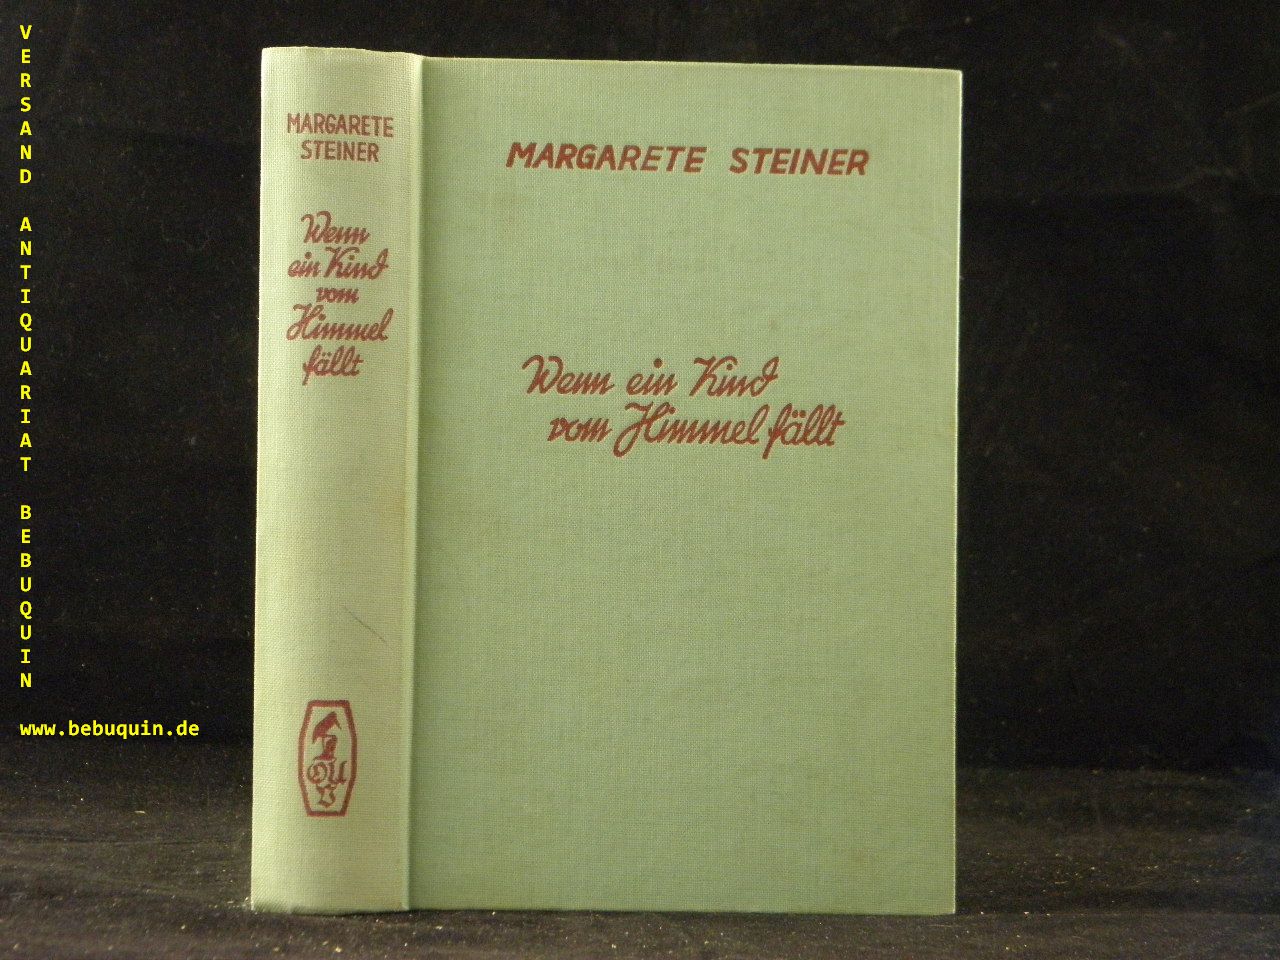 VERSAND ANTIQUARIAT BEBUQUIN
www.bebuquin.de
MARGARETE
STEINER
Wenn
ein Kind
vom
Himmel
fällt
OU
V
MARGARETE STEINER
Wenn ein Kind
vom Himmel fällt